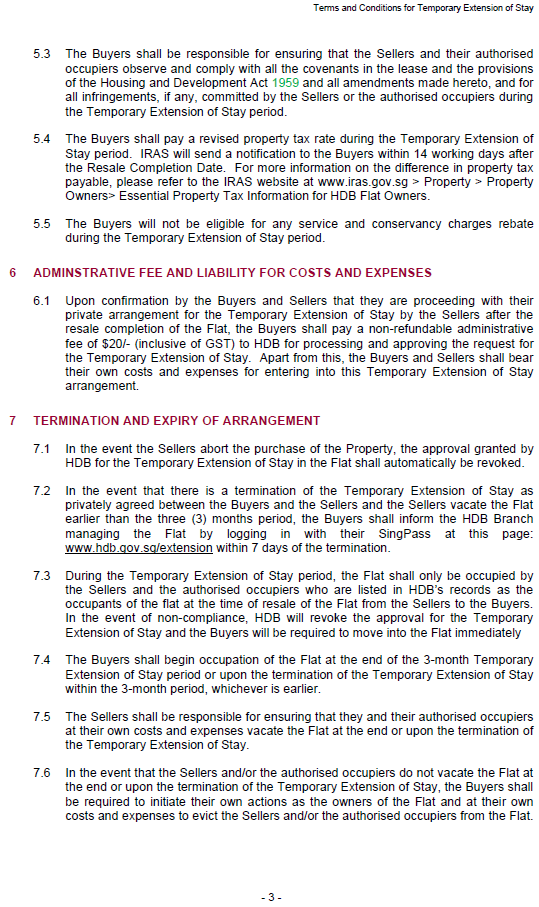 Terms and Conditions for Temporary Extension of Stay
5.3 The Buyers shall be responsible for ensuring that the Sellers and their authorised
occupiers observe and comply with all the covenants in the lease and the provisions
of the Housing and Development Act 1959 and all amendments made hereto, and for
all infringements, if any, committed by the Sellers or the authorised occupiers during
the Temporary Extension of Stay period.
5.4 The Buyers shall pay a revised property tax rate during the Temporary Extension of
Stay period. IRAS will send a notification to the Buyers within 14 working days after
the Resale Completion Date. For more information on the difference in property tax
payable, please refer to the IRAS website at www.iras.gov.sg > Property > Property
Owners> Essential Property Tax Information for HDB Flat Owners.
5.5 The Buyers will not be eligible for any service and conservancy charges rebate
during the Temporary Extension of Stay period.
6 ADMINSTRATIVE FEE AND LIABILITY FOR COSTS AND EXPENSES
6.1 Upon confirmation by the Buyers and Sellers that they are proceeding with their
private arrangement for the Temporary Extension of Stay by the Sellers after the
resale completion of the Flat, the Buyers shall pay a non-refundable administrative
fee of $20/- (inclusive of GST) to HDB for processing and approving the request for
the Temporary Extension of Stay. Apart from this, the Buyers and Sellers shall bear
their own costs and expenses for entering into this Temporary Extension of Stay
arrangement.
7 TERMINATION AND EXPIRY OF ARRANGEMENT
7.1 In the event the Sellers abort the purchase of the Property, the approval granted by
HDB for the Temporary Extension of Stay in the Flat shall automatically be revoked.
7.2 In the event that there is a termination of the Temporary Extension of Stay as
privately agreed between the Buyers and the Sellers and the Sellers vacate the Flat
earlier than the three (3) months period, the Buyers shall inform the HDB Branch
managing the Flat by logging in with their SingPass at this page:
www.hdb.gov.sg/extension within 7 days of the termination.
7.3 During the Temporary Extension of Stay period, the Flat shall only be occupied by
the Sellers and the authorised occupiers who are listed in HDB's records as the
occupants of the flat at the time of resale of the Flat from the Sellers to the Buyers.
In the event of non-compliance, HDB will revoke the approval for the Temporary
Extension of Stay and the Buyers will be required to move into the Flat immediately
7.4 The Buyers shall begin occupation of the Flat at the end of the 3-month Temporary
Extension of Stay period or upon the termination of the Temporary Extension of Stay
within the 3-month period, whichever is earlier.
7.5 The Sellers shall be responsible for ensuring that they and their authorised occupiers
at their own costs and expenses vacate the Flat at the end or upon the termination of
the Temporary Extension of Stay.
7.6 In the event that the Sellers and/or the authorised occupiers do not vacate the Flat at
the end or upon the termination of the Temporary Extension of Stay, the Buyers shall
be required to initiate their own actions as the owners of the Flat and at their own
costs and expenses to evict the Sellers and/or the authorised occupiers from the Flat.
- 3 -